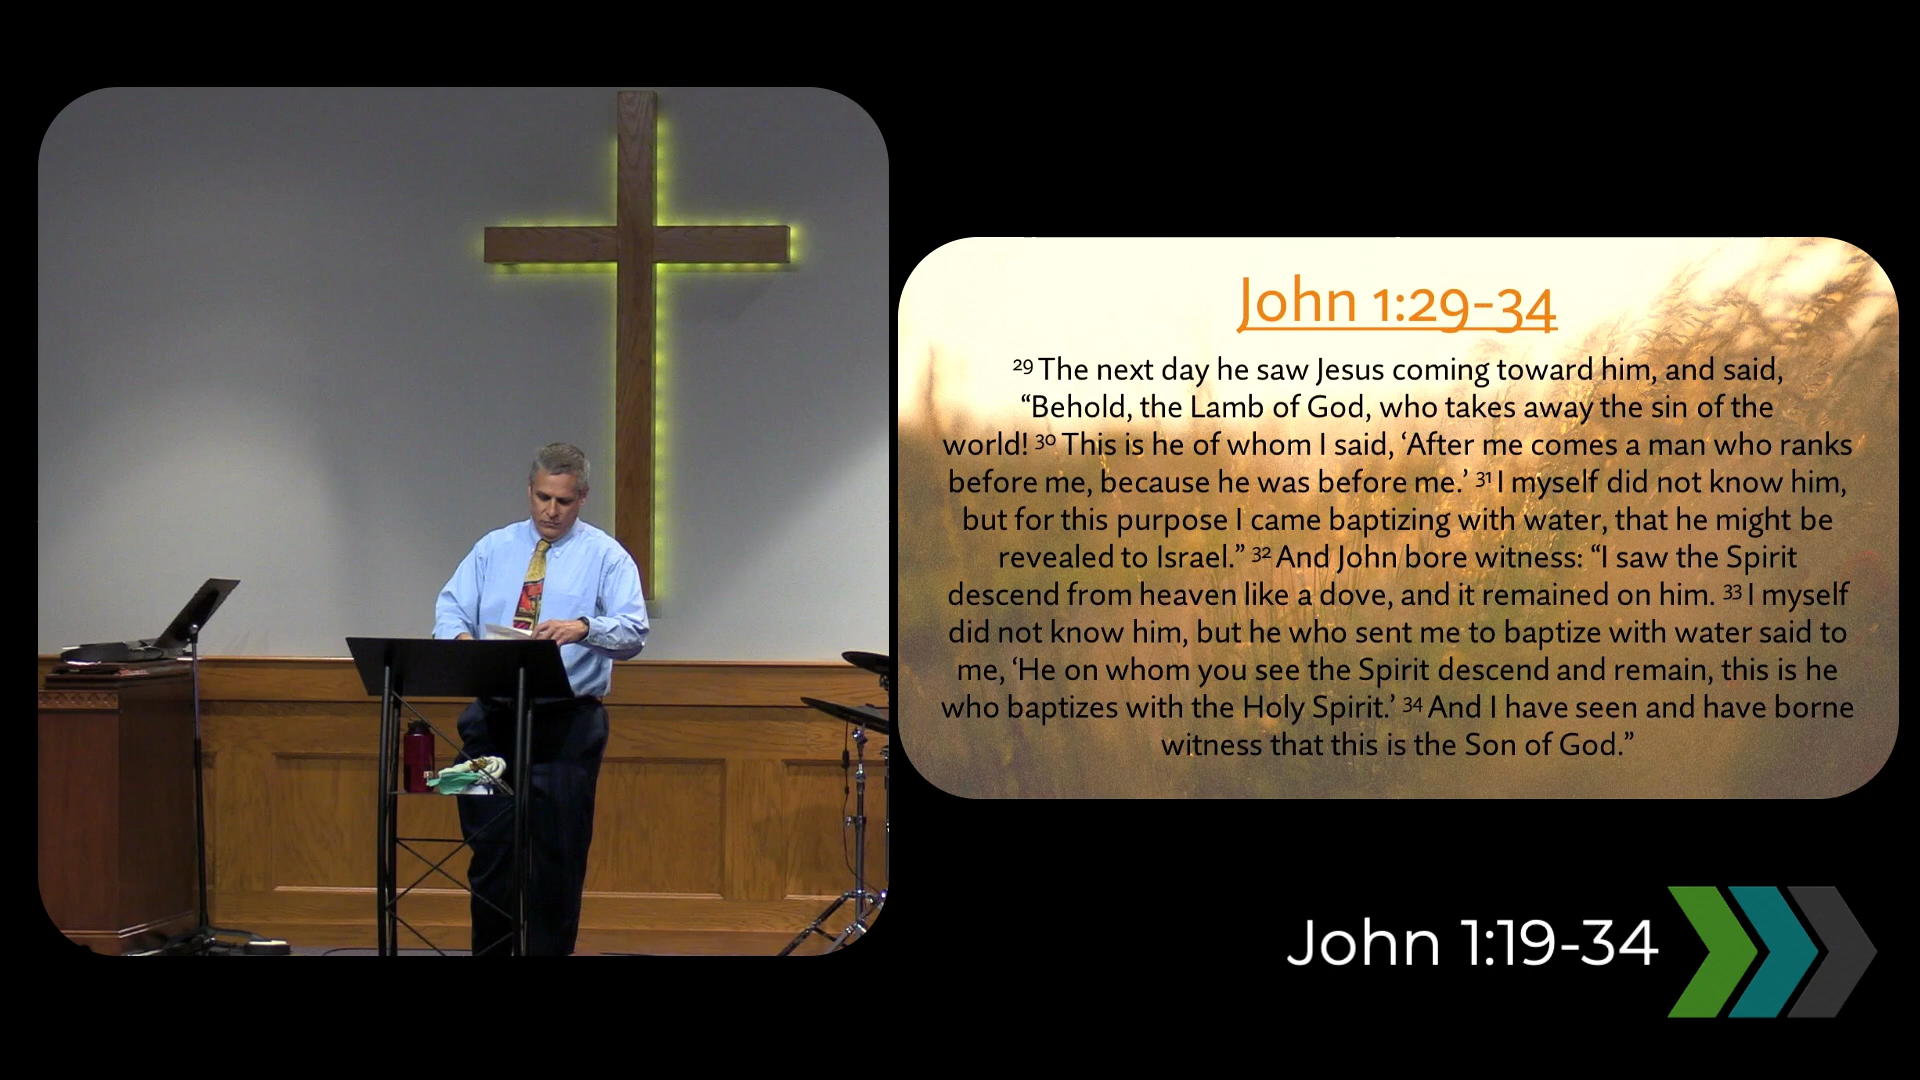 John 1:29-34
29 The next day he saw Jesus coming toward him, and said,
“Behold, the Lamb of God, who takes away the sin of the
world! 30 This is he of whom I said, ‘After me comes a man who ranks
before me, because he was before me.’ 31 I myself did not know him,
but for this purpose I came baptizing with water, that he might be
revealed to Israel.” 32 And John bore witness: “I saw the Spirit
descend from heaven like a dove, and it remained on him. 33 I myself
did not know him, but he who sent me to baptize with water said to
me, ‘He on whom you see the Spirit descend and remain, this is he
who baptizes with the Holy Spirit.’ 34 And I have seen and have borne
witness that this is the Son of God.”
John 1:19-34